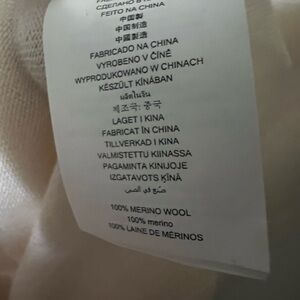 FEITO NA CHINA
中国製
中国制造
中國製造
FABRICADO NA CHINA
VYROBENO V ČÍNĚ
WYPRODUKOWANO W CHINACH
KÉSZÜLT KÍNÁBAN
ผลิตในจีน
제조국: 중국
LAGET I KINA
FABRICAT ÎN CHINA
TILLVERKAD I KINA
VALMISTETTU KIINASSA
PAGAMINTA KINIJOJE
IZGATAVOTS ĶĪNĀ
صنع في الصين
100% MERINO WOOL
100% merino
100% LAINE DE MÉRINOS